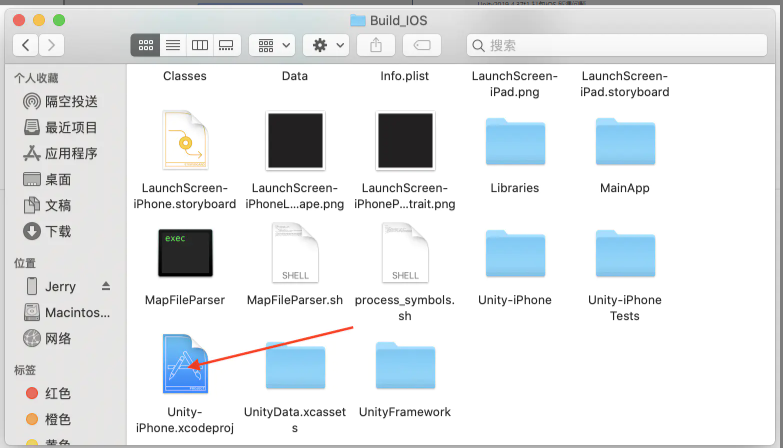 Build_IOS
搜索
个人收藏
隔空投送
最近项目
应用程序
桌面
文稿
下载
位置
Jerry
Macintos...
网络
标签
红色
橙色
黄色
Classes
Data
Info.plist
LaunchScreen-
iPad.png
LaunchScreen-
iPad.storyboard
LaunchScreen-
iPhone.storyboard
LaunchScreen-
iPhoneL...ape.png
LaunchScreen-
iPhoneP...trait.png
Libraries
MainApp
exec
MapFileParser
SHELL
MapFileParser.sh
SHELL
process_symbols.
sh
Unity-iPhone
Unity-iPhone
Tests
Unity-
iPhone.xcodeproj
UnityData.xcasset
s
UnityFramework